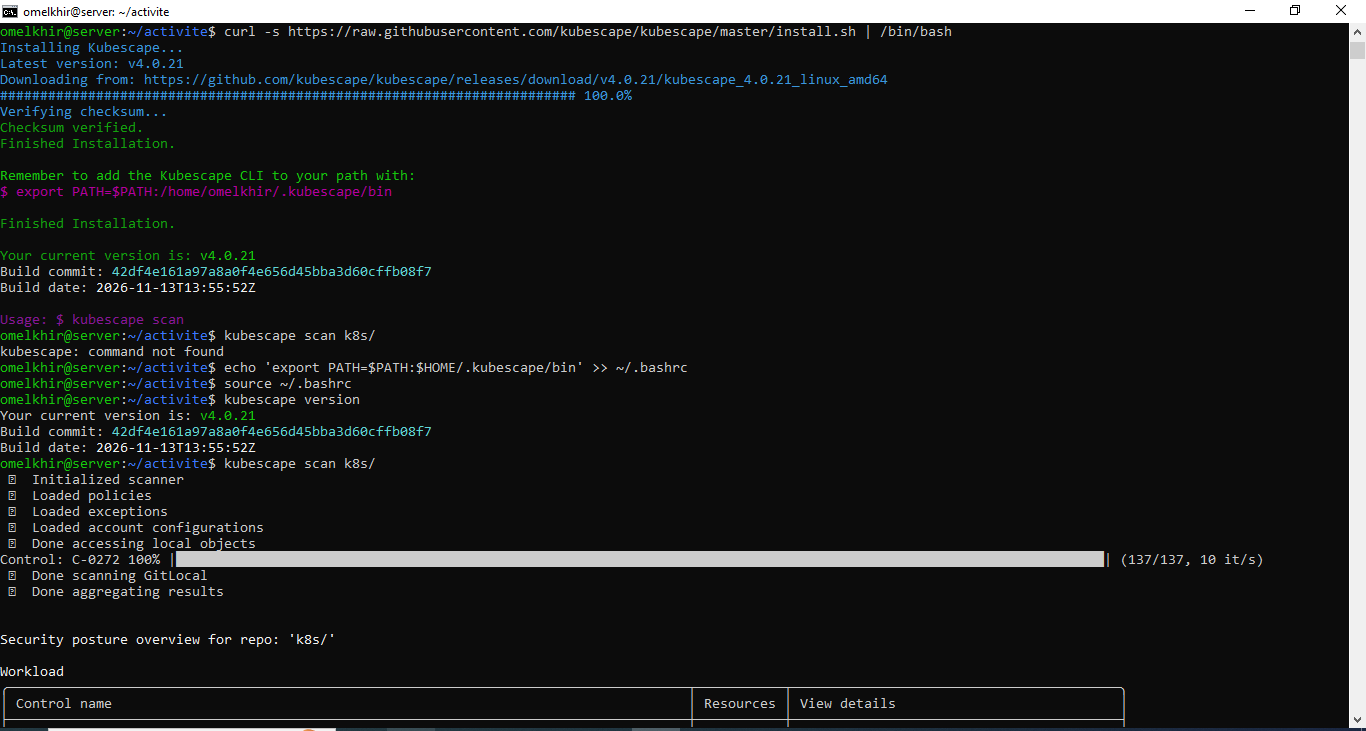 omelkhir@server: ~/activite
omelkhir@server:~/activite$ curl -s https://raw.githubusercontent.com/kubescape/kubescape/master/install.sh | /bin/bash
Installing Kubescape...
Latest version: v4.0.21
Downloading from: https://github.com/kubescape/kubescape/releases/download/v4.0.21/kubescape_4.0.21_linux_amd64
######################################################################## 100.0%
Verifying checksum...
Checksum verified.
Finished Installation.
Remember to add the Kubescape CLI to your path with:
$ export PATH=$PATH:/home/omelkhir/.kubescape/bin
Finished Installation.
Your current version is: v4.0.21
Build commit: 42df4e161a97a8a0f4e656d45bba3d60cffb08f7
Build date: 2026-11-13T13:55:52Z
Usage: $ kubescape scan
omelkhir@server:~/activite$ kubescape scan k8s/
kubescape: command not found
omelkhir@server:~/activite$ echo 'export PATH=$PATH:$HOME/.kubescape/bin' >> ~/.bashrc
omelkhir@server:~/activite$ source ~/.bashrc
omelkhir@server:~/activite$ kubescape version
Your current version is: v4.0.21
Build commit: 42df4e161a97a8a0f4e656d45bba3d60cffb08f7
Build date: 2026-11-13T13:55:52Z
omelkhir@server:~/activite$ kubescape scan k8s/
Initialized scanner
Loaded policies
Loaded exceptions
Loaded account configurations
Done accessing local objects
Control: C-0272 100% | | (137/137, 10 it/s)
Done scanning GitLocal
Done aggregating results
Security posture overview for repo: 'k8s/'
Workload
Control name Resources View details